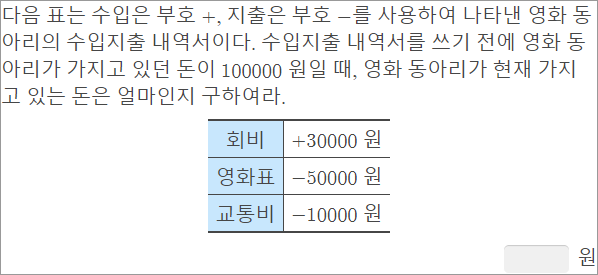 다음 표는 수입은 부호 +, 지출은 부호 −를 사용하여 나타낸 영화 동
아리의 수입지출 내역서이다. 수입지출 내역서를 쓰기 전에 영화 동
아리가 가지고 있던 돈이 100000 원일 때, 영화 동아리가 현재 가지
고 있는 돈은 얼마인지 구하여라.
회비 +30000 원
영화표 −50000 원
교통비 −10000 원
원